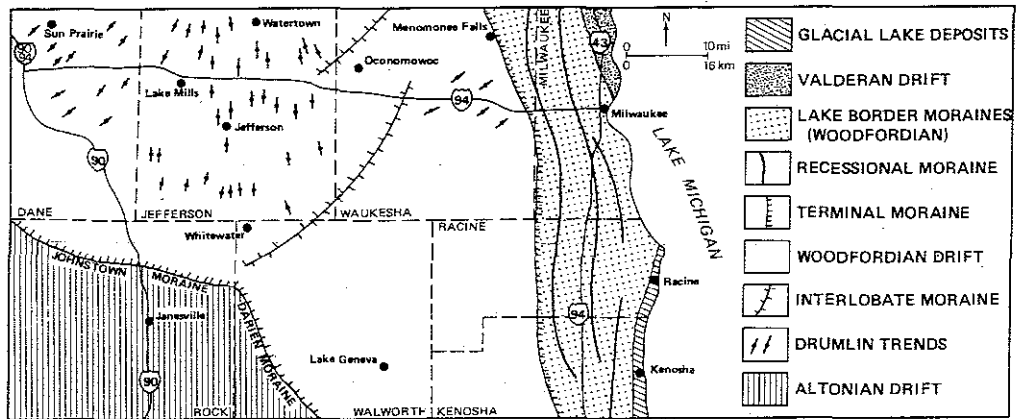 Sun Prairie
Watertown
Menomonee Falls
MILWAUKEE
43
N
0 10 mi
0 16 km
Oconomowoc
Lake Mills
94
Milwaukee
Jefferson
90
LAKE MICHIGAN
DANE
JEFFERSON
WAUKESHA
RACINE
Whitewater
JOHNSTOWN MORAINE
Racine
DARIEN MORAINE
Janesville
94
Lake Geneva
Kenosha
90
ROCK
WALWORTH
KENOSHA
GLACIAL LAKE DEPOSITS
VALDERAN DRIFT
LAKE BORDER MORAINES
(WOODFORDIAN)
RECESSIONAL MORAINE
TERMINAL MORAINE
WOODFORDIAN DRIFT
INTERLOBATE MORAINE
DRUMLIN TRENDS
ALTONIAN DRIFT